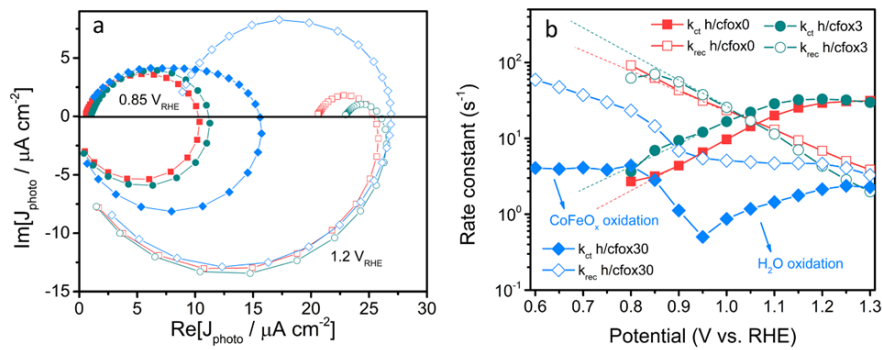 a
Im[J_photo / µA cm⁻²]
5
0
-5
-10
-15
0.85 V_RHE
1.2 V_RHE
0 5 10 15 20 25 30
Re[J_photo / µA cm⁻²]
b
Rate constant (s⁻¹)
10²
10¹
10⁰
10⁻¹
k_ct h/cfox0
k_rec h/cfox0
k_ct h/cfox3
k_rec h/cfox3
CoFeOₓ oxidation
k_ct h/cfox30
k_rec h/cfox30
H₂O oxidation
0.6 0.7 0.8 0.9 1.0 1.1 1.2 1.3
Potential (V vs. RHE)